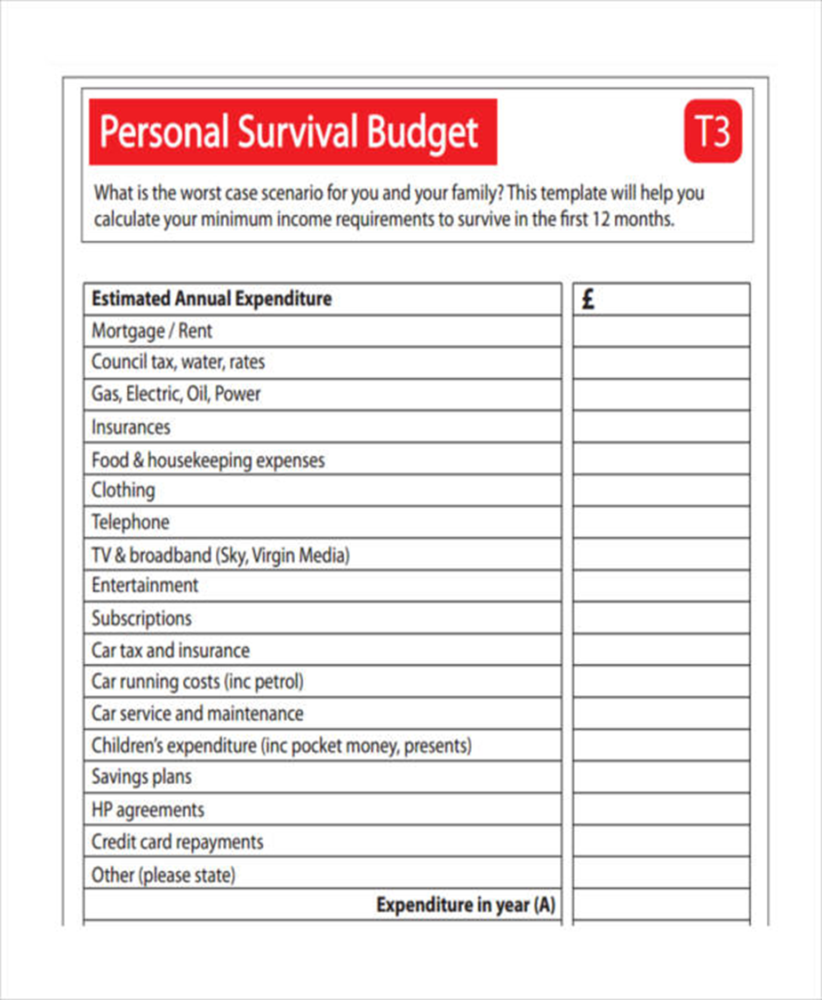 Personal Survival Budget
T3
What is the worst case scenario for you and your family? This template will help you
calculate your minimum income requirements to survive in the first 12 months.
Estimated Annual Expenditure £
Mortgage / Rent
Council tax, water, rates
Gas, Electric, Oil, Power
Insurances
Food & housekeeping expenses
Clothing
Telephone
TV & broadband (Sky, Virgin Media)
Entertainment
Subscriptions
Car tax and insurance
Car running costs (inc petrol)
Car service and maintenance
Children's expenditure (inc pocket money, presents)
Savings plans
HP agreements
Credit card repayments
Other (please state)
Expenditure in year (A)